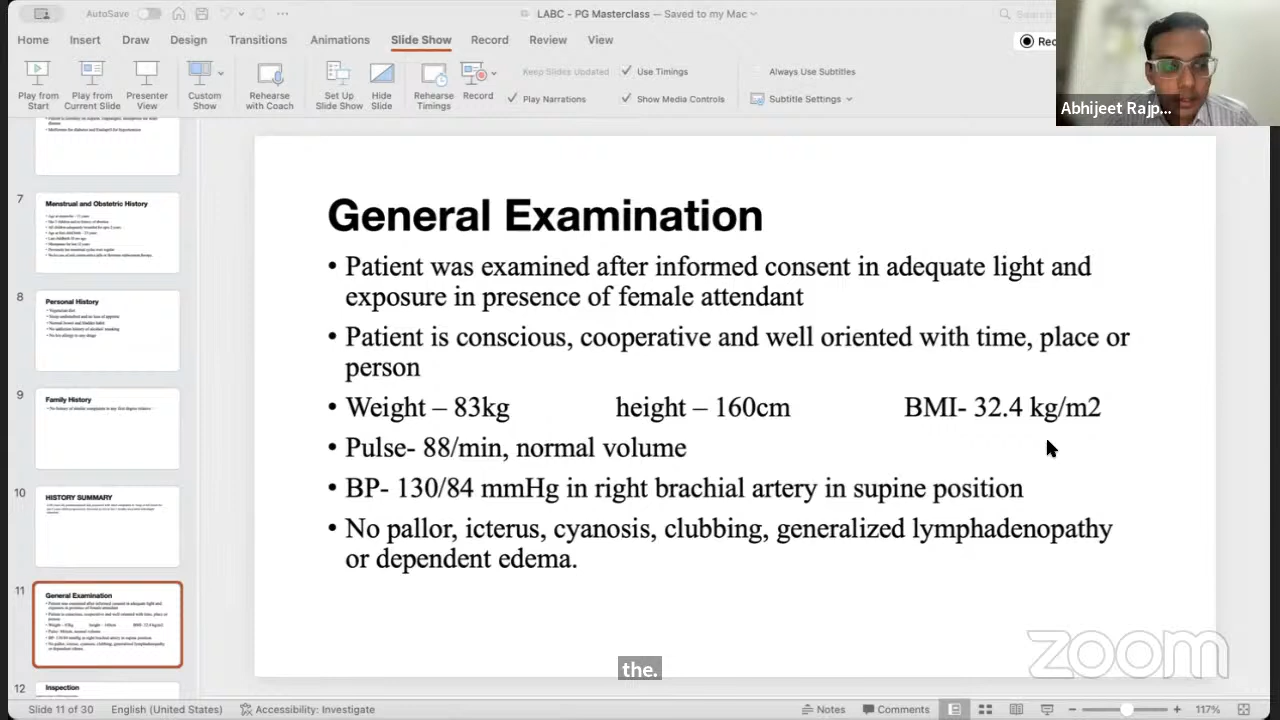 AutoSave
LABC - PG Masterclass — Saved to my Mac
Search
Home Insert Draw Design Transitions Animations Slide Show Record Review View
Rec
Play from Start
Play from Current Slide
Presenter View
Custom Show
Rehearse with Coach
Set Up Slide Show
Hide Slide
Rehearse Timings
Record
Keep Slides Updated
Use Timings
Always Use Subtitles
Play Narrations
Show Media Controls
Subtitle Settings
Abhijeet Rajp...
7
Menstrual and Obstetric History
8
Personal History
9
Family History
10
HISTORY SUMMARY
11
General Examination
12
Inspection
General Examination
• Patient was examined after informed consent in adequate light and
exposure in presence of female attendant
• Patient is conscious, cooperative and well oriented with time, place or
person
• Weight – 83kg height – 160cm BMI- 32.4 kg/m2
• Pulse- 88/min, normal volume
• BP- 130/84 mmHg in right brachial artery in supine position
• No pallor, icterus, cyanosis, clubbing, generalized lymphadenopathy
or dependent edema.
zoom
the.
Slide 11 of 30 English (United States) Accessibility: Investigate
Notes Comments 117%